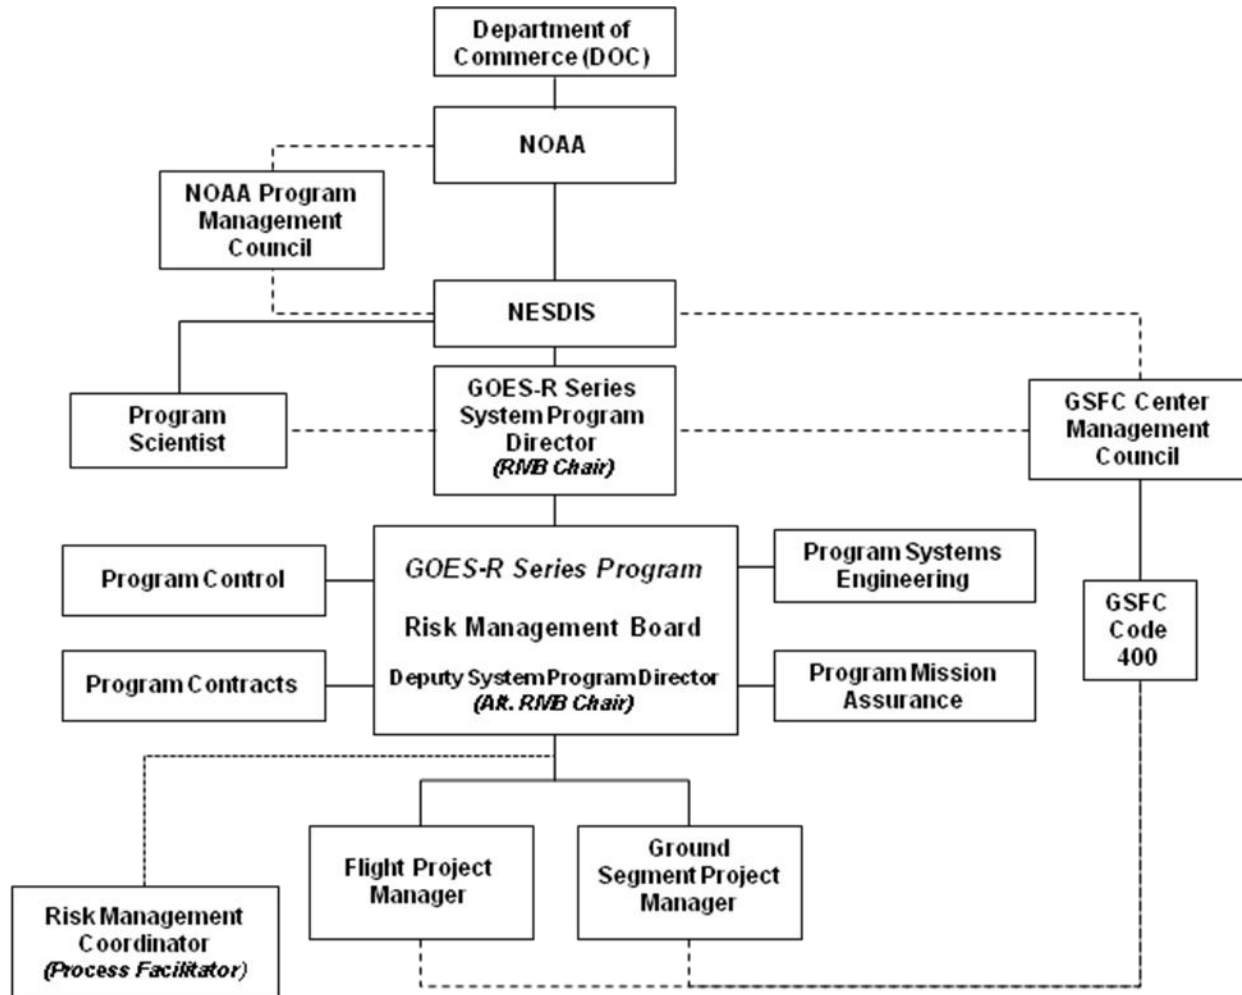 Department of
Commerce (DOC)
NOAA
NOAA Program
Management
Council
NESDIS
GOES-R Series
System Program
Director
(RMB Chair)
Program
Scientist
GSFC Center
Management
Council
GOES-R Series Program
Risk Management Board
Deputy System Program Director
(Alt. RMB Chair)
Program Control
Program Systems
Engineering
GSFC
Code
400
Program Contracts
Program Mission
Assurance
Flight Project
Manager
Ground
Segment Project
Manager
Risk Management
Coordinator
(Process Facilitator)